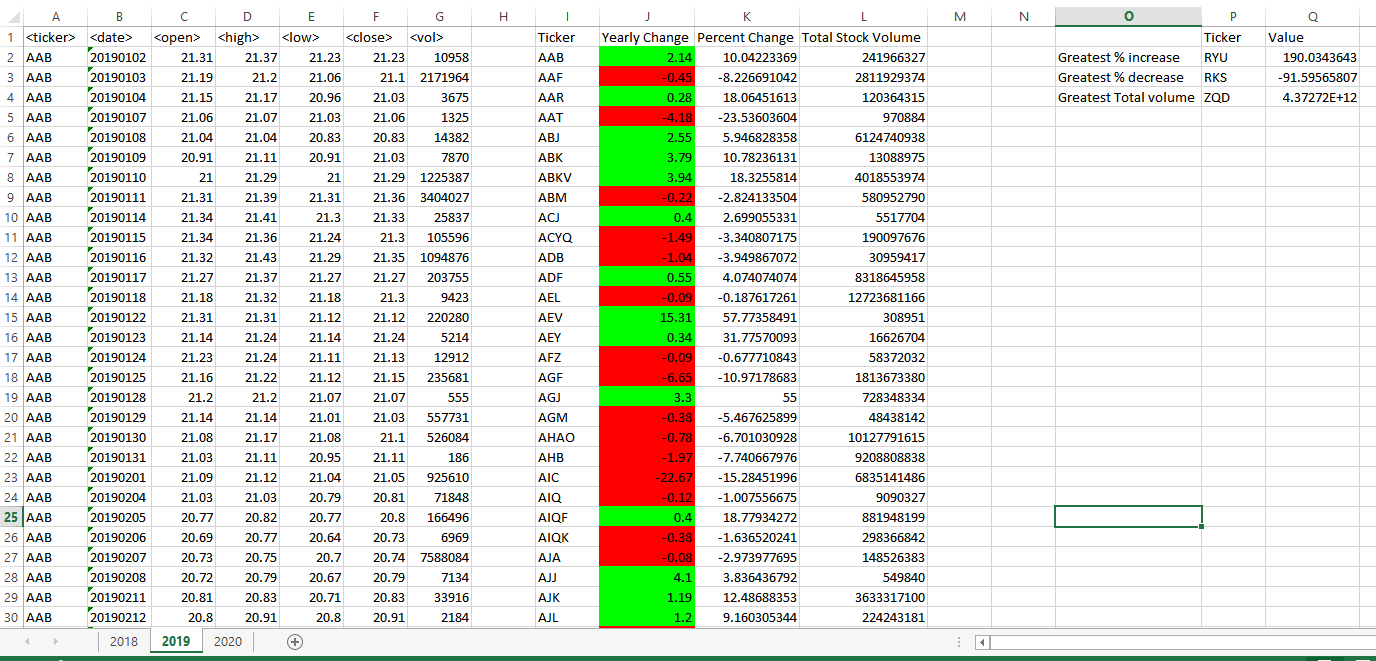 A B C D E F G H I J K L M N O P Q
1 <ticker> <date> <open> <high> <low> <close> <vol> Ticker Yearly Change Percent Change Total Stock Volume Ticker Value
2 AAB 20190102 21.31 21.37 21.23 21.23 10958 AAB 2.14 10.04223369 241966327 Greatest % increase RYU 190.0343643
3 AAB 20190103 21.19 21.2 21.06 21.1 2171964 AAF -0.45 -8.226691042 2811929374 Greatest % decrease RKS -91.59565807
4 AAB 20190104 21.15 21.17 20.96 21.03 3675 AAR 0.28 18.06451613 120364315 Greatest Total volume ZQD 4.37272E+12
5 AAB 20190107 21.06 21.07 21.03 21.06 1325 AAT -4.18 -23.53603604 970884
6 AAB 20190108 21.04 21.04 20.83 20.83 14382 ABJ 2.55 5.946828358 6124740938
7 AAB 20190109 20.91 21.11 20.91 21.03 7870 ABK 3.79 10.78236131 13088975
8 AAB 20190110 21 21.29 21 21.29 1225387 ABKV 3.94 18.3255814 4018553974
9 AAB 20190111 21.31 21.39 21.31 21.36 3404027 ABM -0.22 -2.824133504 580952790
10 AAB 20190114 21.34 21.41 21.3 21.33 25837 ACJ 0.4 2.699055331 5517704
11 AAB 20190115 21.34 21.36 21.24 21.3 105596 ACYQ -1.49 -3.340807175 190097676
12 AAB 20190116 21.32 21.43 21.29 21.35 1094876 ADB -1.04 -3.949867072 30959417
13 AAB 20190117 21.27 21.37 21.27 21.27 203755 ADF 0.55 4.074074074 8318645958
14 AAB 20190118 21.18 21.32 21.18 21.3 9423 AEL -0.09 -0.187617261 12723681166
15 AAB 20190122 21.31 21.31 21.12 21.12 220280 AEV 15.31 57.77358491 308951
16 AAB 20190123 21.14 21.24 21.14 21.24 5214 AEY 0.34 31.77570093 16626704
17 AAB 20190124 21.23 21.24 21.11 21.13 12912 AFZ -0.09 -0.677710843 58372032
18 AAB 20190125 21.16 21.22 21.12 21.15 235681 AGF -6.65 -10.97178683 1813673380
19 AAB 20190128 21.2 21.2 21.07 21.07 555 AGJ 3.3 55 728348334
20 AAB 20190129 21.14 21.14 21.01 21.03 557731 AGM -0.38 -5.467625899 48438142
21 AAB 20190130 21.08 21.17 21.08 21.1 526084 AHAO -0.78 -6.701030928 10127791615
22 AAB 20190131 21.03 21.11 20.95 21.11 186 AHB -1.97 -7.740667976 9208808838
23 AAB 20190201 21.09 21.12 21.04 21.05 925610 AIC -22.67 -15.28451996 6835141486
24 AAB 20190204 21.03 21.03 20.79 20.81 71848 AIQ -0.12 -1.007556675 9090327
25 AAB 20190205 20.77 20.82 20.77 20.8 166496 AIQF 0.4 18.77934272 881948199
26 AAB 20190206 20.69 20.77 20.64 20.73 6969 AIQK -0.38 -1.636520241 298366842
27 AAB 20190207 20.73 20.75 20.7 20.74 7588084 AJA -0.08 -2.973977695 148526383
28 AAB 20190208 20.72 20.79 20.67 20.79 7134 AJJ 4.1 3.836436792 549840
29 AAB 20190211 20.81 20.83 20.71 20.83 33916 AJK 1.19 12.48688353 3633317100
30 AAB 20190212 20.8 20.91 20.8 20.91 2184 AJL 1.2 9.160305344 224243181
2018 2019 2020